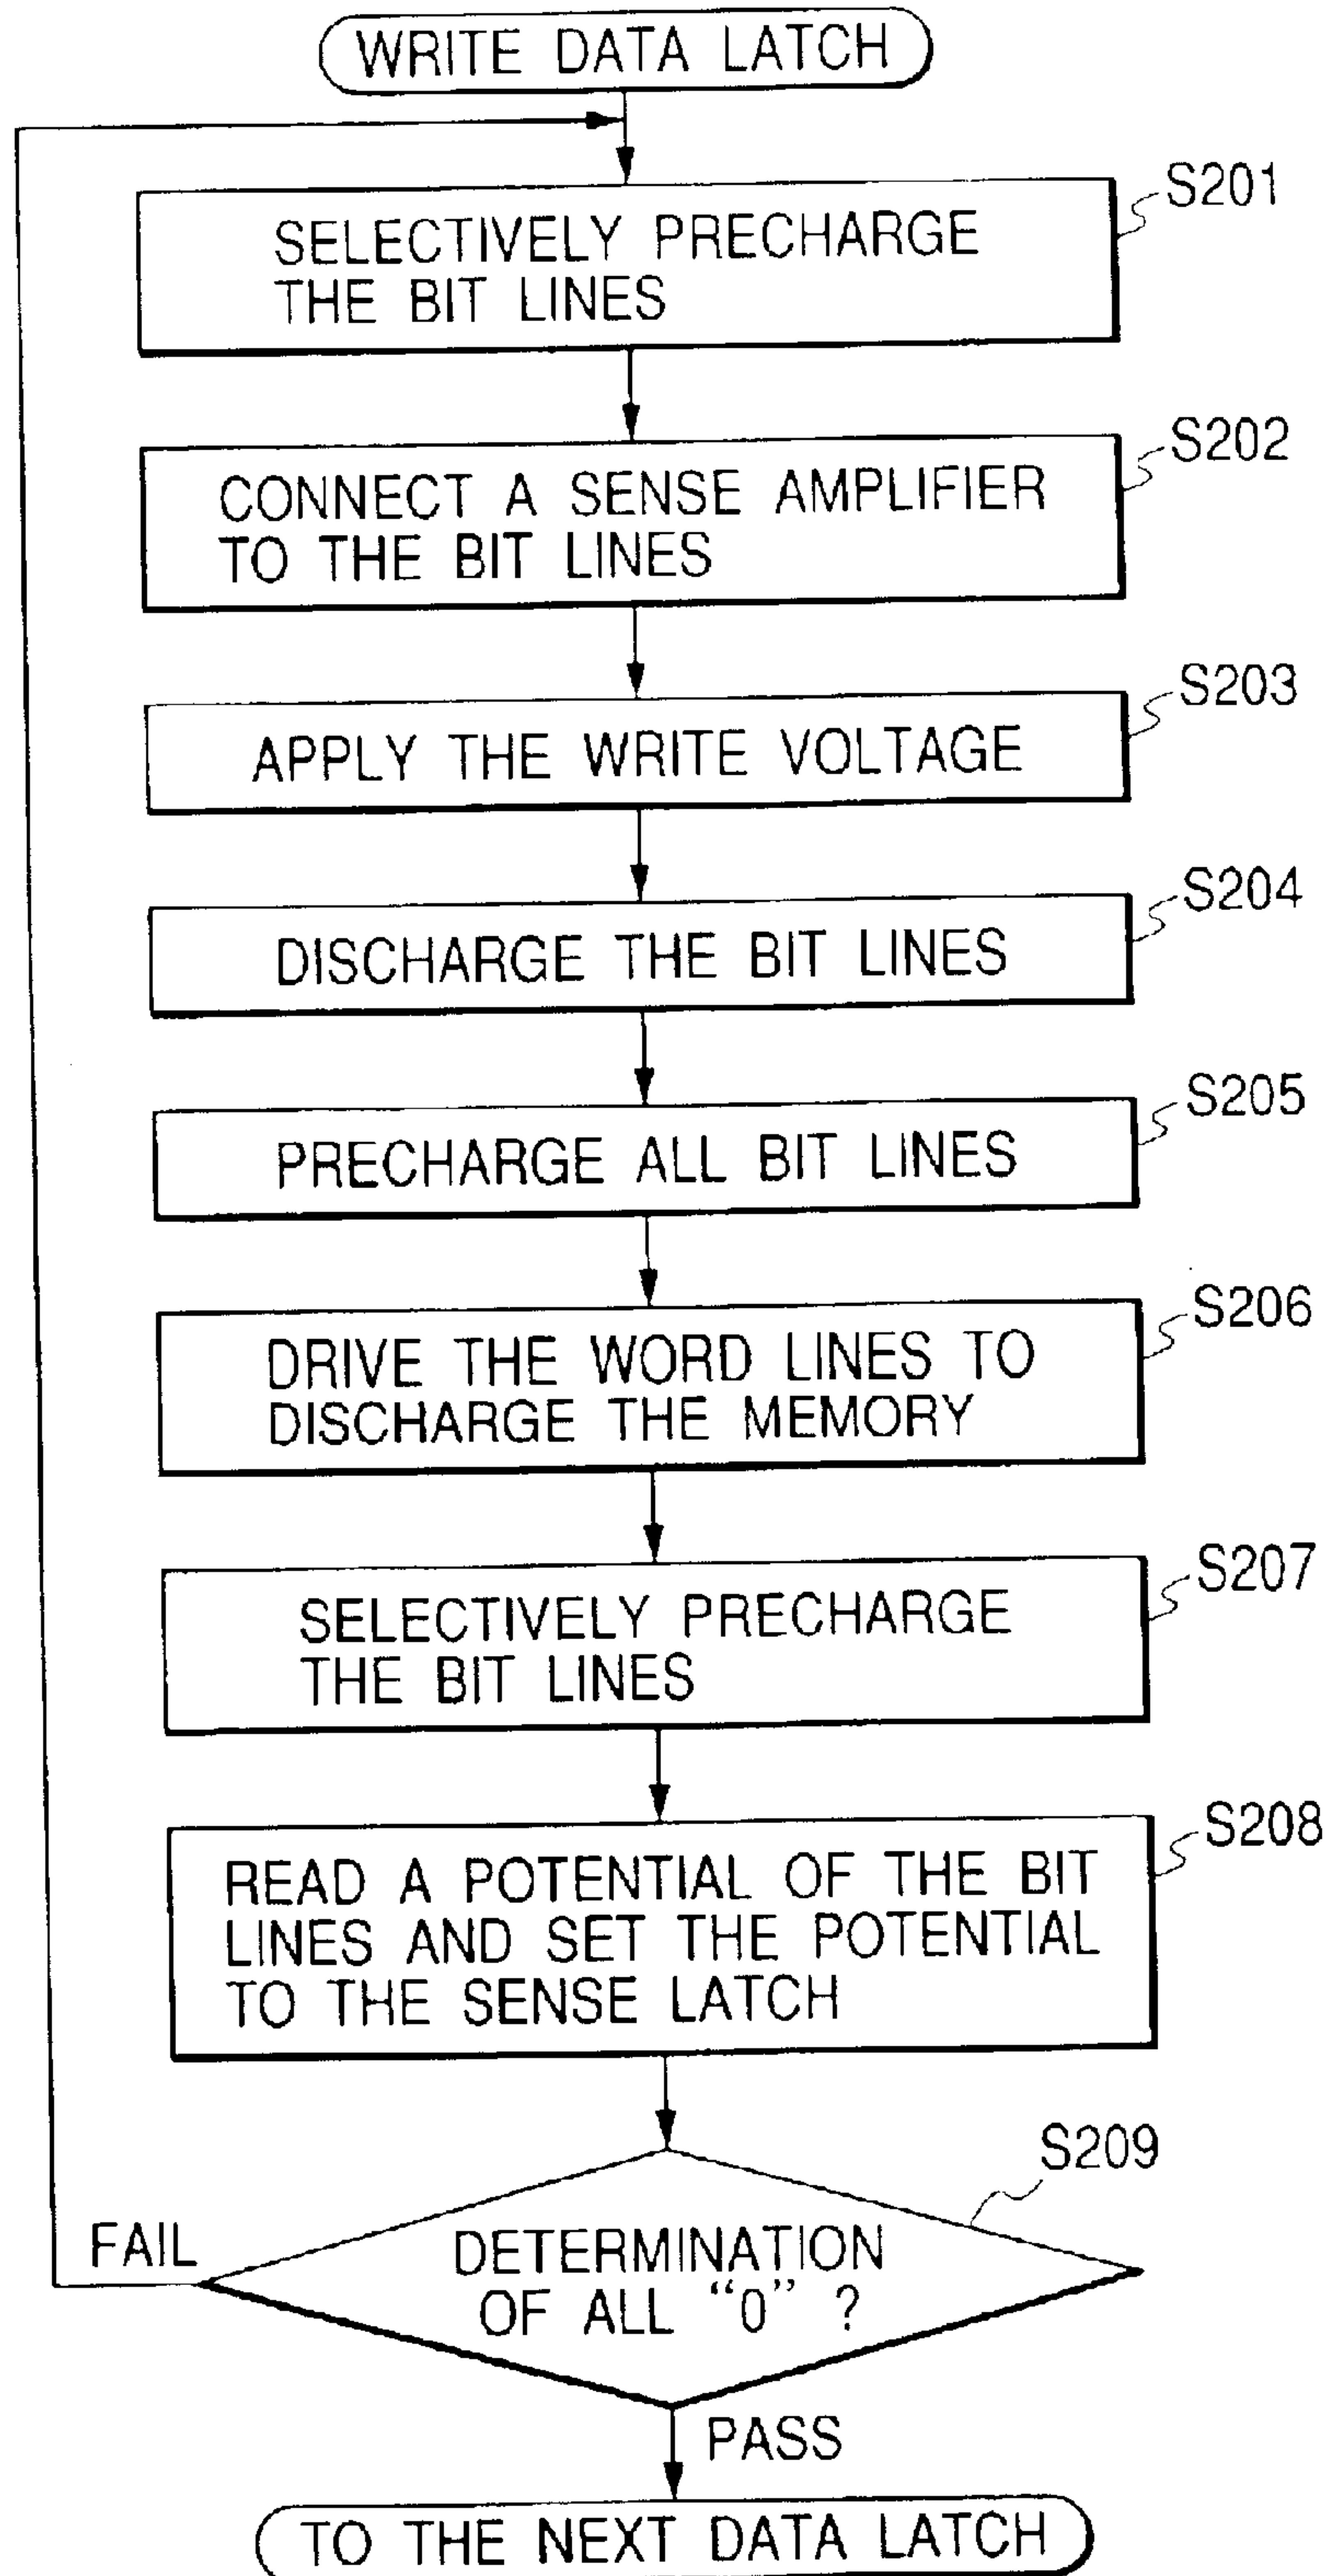 WRITE DATA LATCH
S201
SELECTIVELY PRECHARGE
THE BIT LINES
S202
CONNECT A SENSE AMPLIFIER
TO THE BIT LINES
S203
APPLY THE WRITE VOLTAGE
S204
DISCHARGE THE BIT LINES
S205
PRECHARGE ALL BIT LINES
S206
DRIVE THE WORD LINES TO
DISCHARGE THE MEMORY
S207
SELECTIVELY PRECHARGE
THE BIT LINES
S208
READ A POTENTIAL OF THE BIT
LINES AND SET THE POTENTIAL
TO THE SENSE LATCH
S209
FAIL
DETERMINATION
OF ALL “0” ?
PASS
TO THE NEXT DATA LATCH